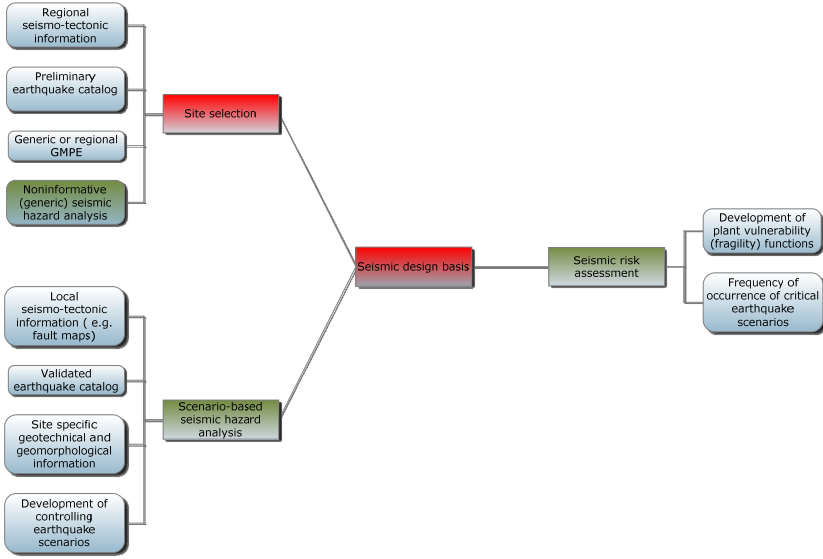 Regional
seismo-tectonic
information
Preliminary
earthquake catalog
Generic or regional
GMPE
Noninformative
(generic) seismic
hazard analysis
Site selection
Local
seismo-tectonic
information ( e.g.
fault maps)
Validated
earthquake catalog
Site specific
geotechnical and
geomorphological
information
Development of
controlling
earthquake
scenarios
Scenario-based
seismic hazard
analysis
Seismic design basis
Seismic risk
assessment
Development of
plant vulnerability
(fragility) functions
Frequency of
occurrence of critical
earthquake
scenarios